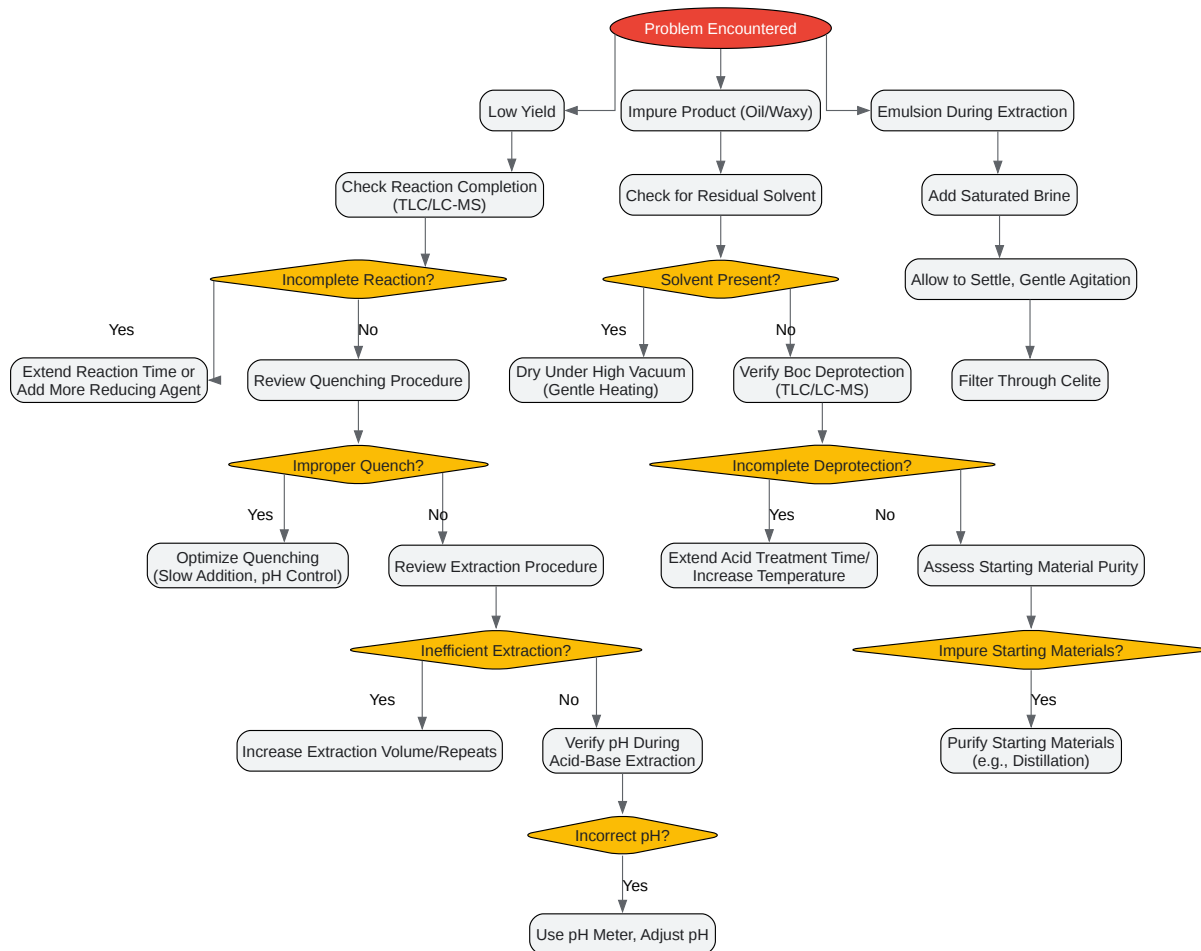 Problem Encountered
Low Yield
Impure Product (Oil/Waxy)
Emulsion During Extraction
Check Reaction Completion
(TLC/LC-MS)
Check for Residual Solvent
Add Saturated Brine
Incomplete Reaction?
Solvent Present?
Allow to Settle, Gentle Agitation
Yes
No
Yes
No
Extend Reaction Time or
Add More Reducing Agent
Review Quenching Procedure
Dry Under High Vacuum
(Gentle Heating)
Verify Boc Deprotection
(TLC/LC-MS)
Filter Through Celite
Improper Quench?
Incomplete Deprotection?
Yes
No
Yes
No
Optimize Quenching
(Slow Addition, pH Control)
Review Extraction Procedure
Extend Acid Treatment Time/
Increase Temperature
Assess Starting Material Purity
Inefficient Extraction?
Impure Starting Materials?
Yes
No
Yes
Increase Extraction Volume/Repeats
Verify pH During
Acid-Base Extraction
Purify Starting Materials
(e.g., Distillation)
Incorrect pH?
Yes
Use pH Meter, Adjust pH